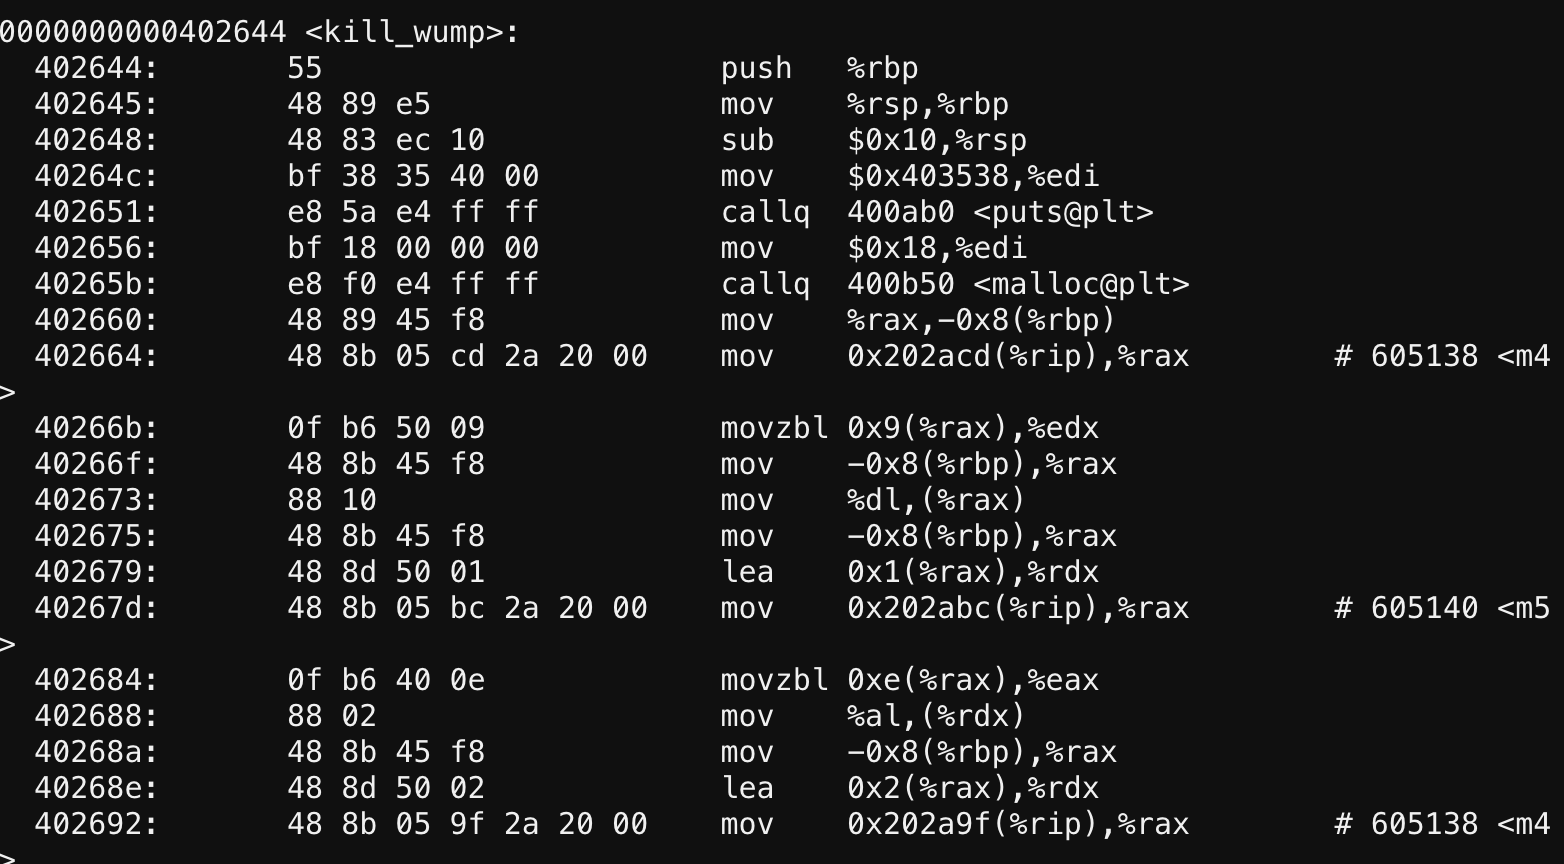 0000000000402644 <kill_wump>:
  402644:       55                      push   %rbp
  402645:       48 89 e5                mov    %rsp,%rbp
  402648:       48 83 ec 10             sub    $0x10,%rsp
  40264c:       bf 38 35 40 00          mov    $0x403538,%edi
  402651:       e8 5a e4 ff ff          callq  400ab0 <puts@plt>
  402656:       bf 18 00 00 00          mov    $0x18,%edi
  40265b:       e8 f0 e4 ff ff          callq  400b50 <malloc@plt>
  402660:       48 89 45 f8             mov    %rax,-0x8(%rbp)
  402664:       48 8b 05 cd 2a 20 00    mov    0x202acd(%rip),%rax        # 605138 <m4
>
  40266b:       0f b6 50 09             movzbl 0x9(%rax),%edx
  40266f:       48 8b 45 f8             mov    -0x8(%rbp),%rax
  402673:       88 10                   mov    %dl,(%rax)
  402675:       48 8b 45 f8             mov    -0x8(%rbp),%rax
  402679:       48 8d 50 01             lea    0x1(%rax),%rdx
  40267d:       48 8b 05 bc 2a 20 00    mov    0x202abc(%rip),%rax        # 605140 <m5
>
  402684:       0f b6 40 0e             movzbl 0xe(%rax),%eax
  402688:       88 02                   mov    %al,(%rdx)
  40268a:       48 8b 45 f8             mov    -0x8(%rbp),%rax
  40268e:       48 8d 50 02             lea    0x2(%rax),%rdx
  402692:       48 8b 05 9f 2a 20 00    mov    0x202a9f(%rip),%rax        # 605138 <m4
>